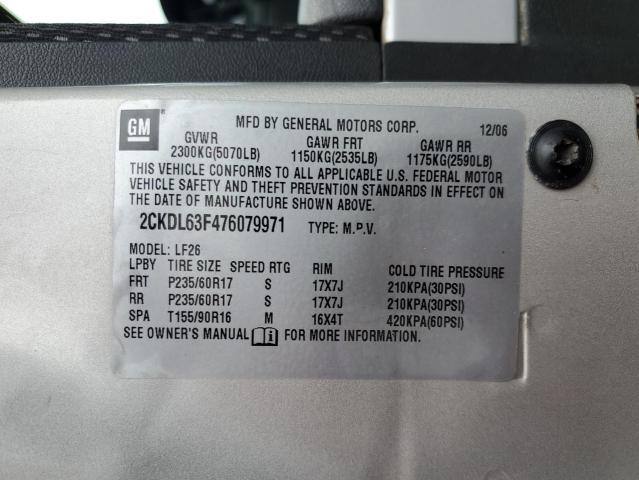 GM ®
MFD BY GENERAL MOTORS CORP. 12/06
GVWR GAWR FRT GAWR RR
2300KG(5070LB) 1150KG(2535LB) 1175KG(2590LB)
THIS VEHICLE CONFORMS TO ALL APPLICABLE U.S. FEDERAL MOTOR
VEHICLE SAFETY AND THEFT PREVENTION STANDARDS IN EFFECT ON
THE DATE OF MANUFACTURE SHOWN ABOVE.
2CKDL63F476079971 TYPE: M.P.V.
MODEL: LF26
LPBY TIRE SIZE SPEED RTG RIM COLD TIRE PRESSURE
FRT P235/60R17 S 17X7J 210KPA(30PSI)
RR P235/60R17 S 17X7J 210KPA(30PSI)
SPA T155/90R16 M 16X4T 420KPA(60PSI)
SEE OWNER'S MANUAL i FOR MORE INFORMATION.